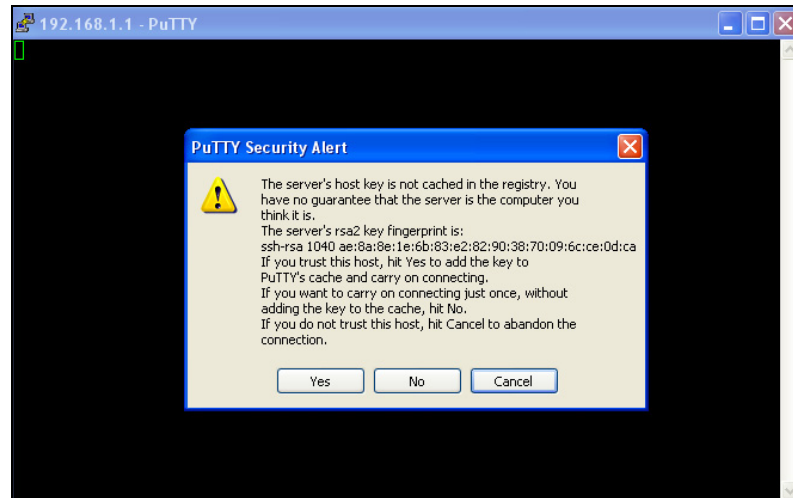 192.168.1.1 - PuTTY
PuTTY Security Alert
The server's host key is not cached in the registry. You
have no guarantee that the server is the computer you
think it is.
The server's rsa2 key fingerprint is:
ssh-rsa 1040 ae:8a:8e:1e:6b:83:e2:82:90:38:70:09:6c:ce:0d:ca
If you trust this host, hit Yes to add the key to
PuTTY's cache and carry on connecting.
If you want to carry on connecting just once, without
adding the key to the cache, hit No.
If you do not trust this host, hit Cancel to abandon the
connection.
Yes No Cancel